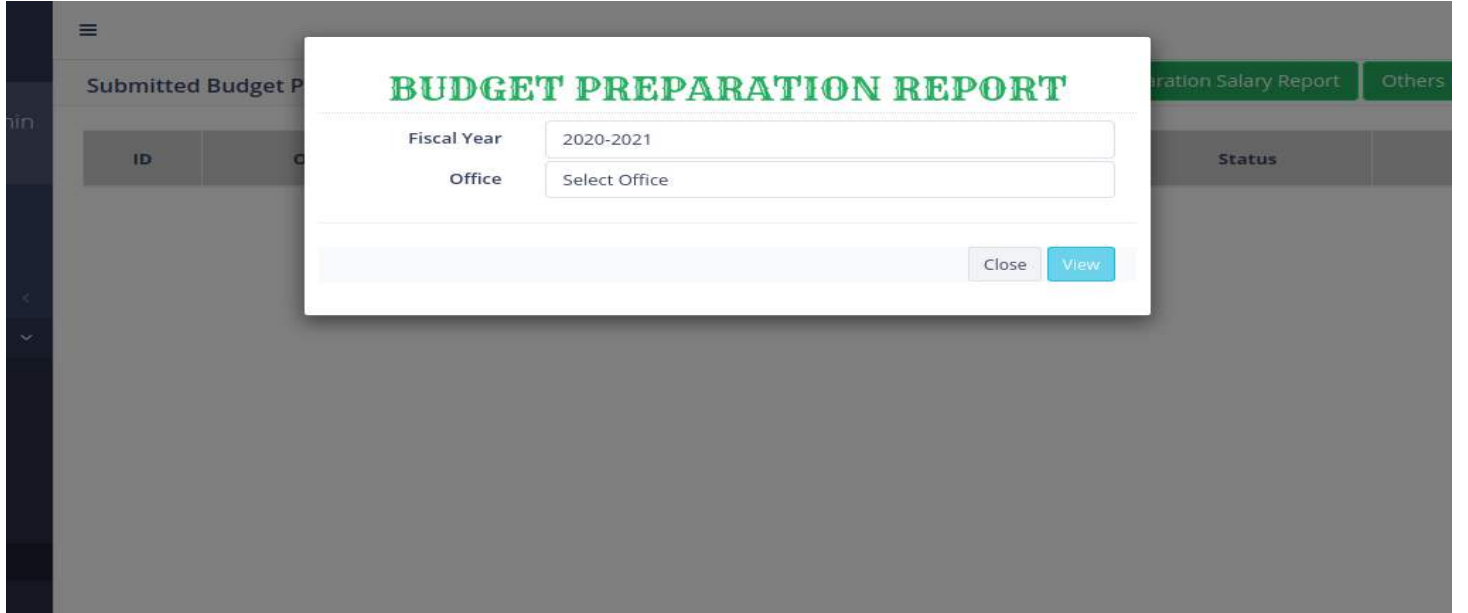 Submitted Budget P
aration Salary Report
Others
ID
Status
BUDGET PREPARATION REPORT
Fiscal Year
2020-2021
Office
Select Office
Close
View